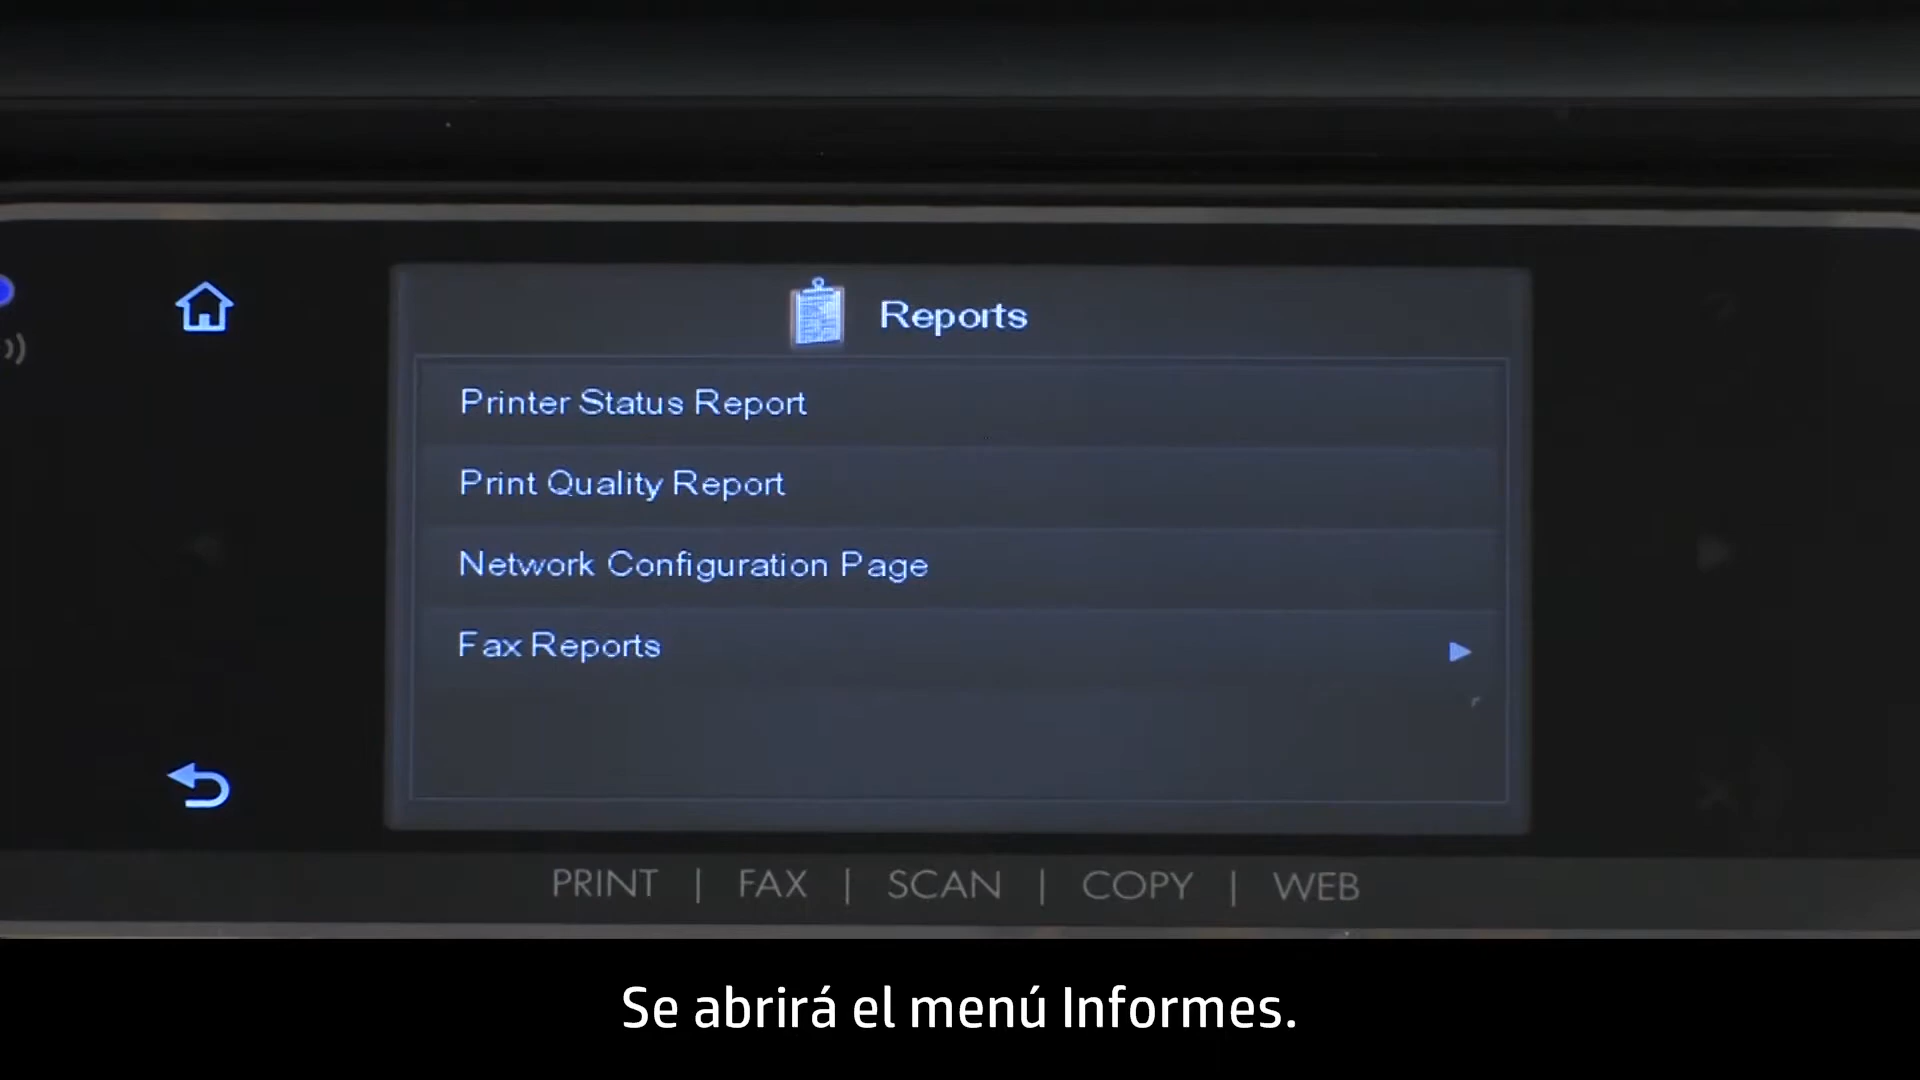 Reports
Printer Status Report
Print Quality Report
Network Configuration Page
Fax Reports
PRINT | FAX | SCAN | COPY | WEB
Se abrirá el menú Informes.